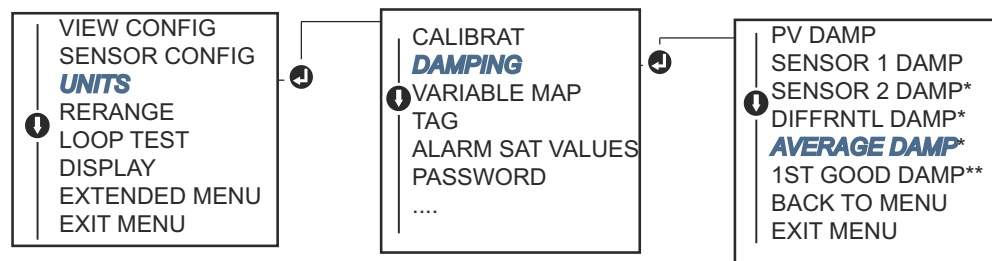 VIEW CONFIG
SENSOR CONFIG
UNITS
RERANGE
LOOP TEST
DISPLAY
EXTENDED MENU
EXIT MENU
CALIBRAT
DAMPING
VARIABLE MAP
TAG
ALARM SAT VALUES
PASSWORD
....
PV DAMP
SENSOR 1 DAMP
SENSOR 2 DAMP*
DIFFRNTL DAMP*
AVERAGE DAMP*
1ST GOOD DAMP**
BACK TO MENU
EXIT MENU